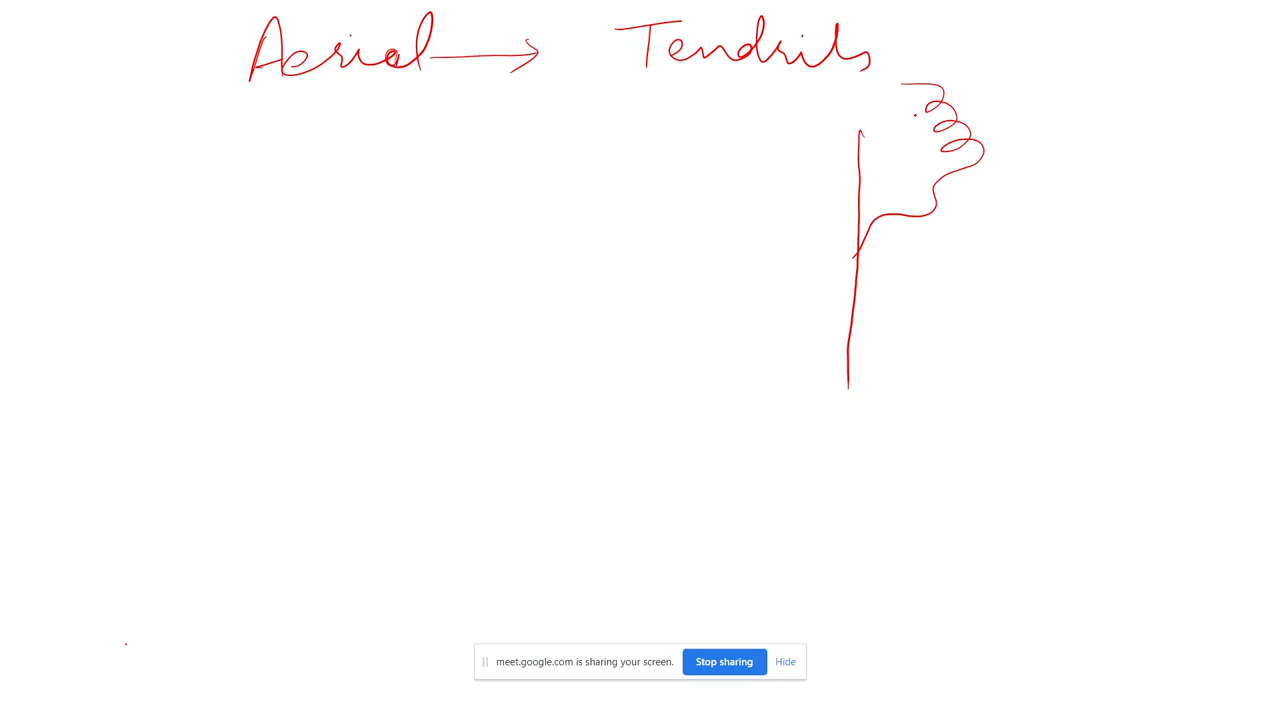 Aerial → Tendrils
meet.google.com is sharing your screen. Stop sharing Hide